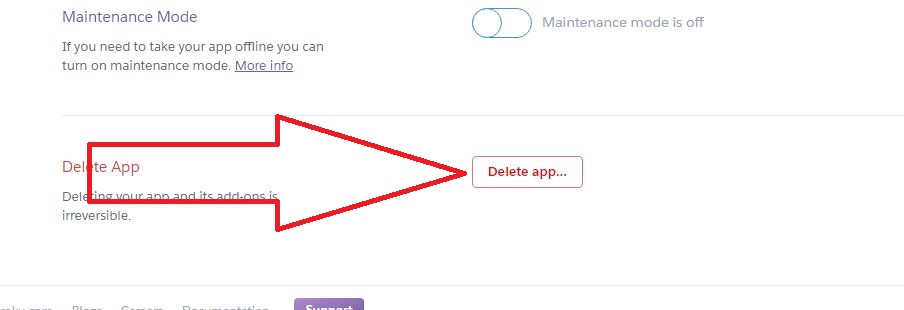 Maintenance Mode
Maintenance mode is off
If you need to take your app offline you can
turn on maintenance mode. More info
Delete App
Delete app...
Deleting your app and its add-ons is
irreversible.
Blogs Careers Documentation Support